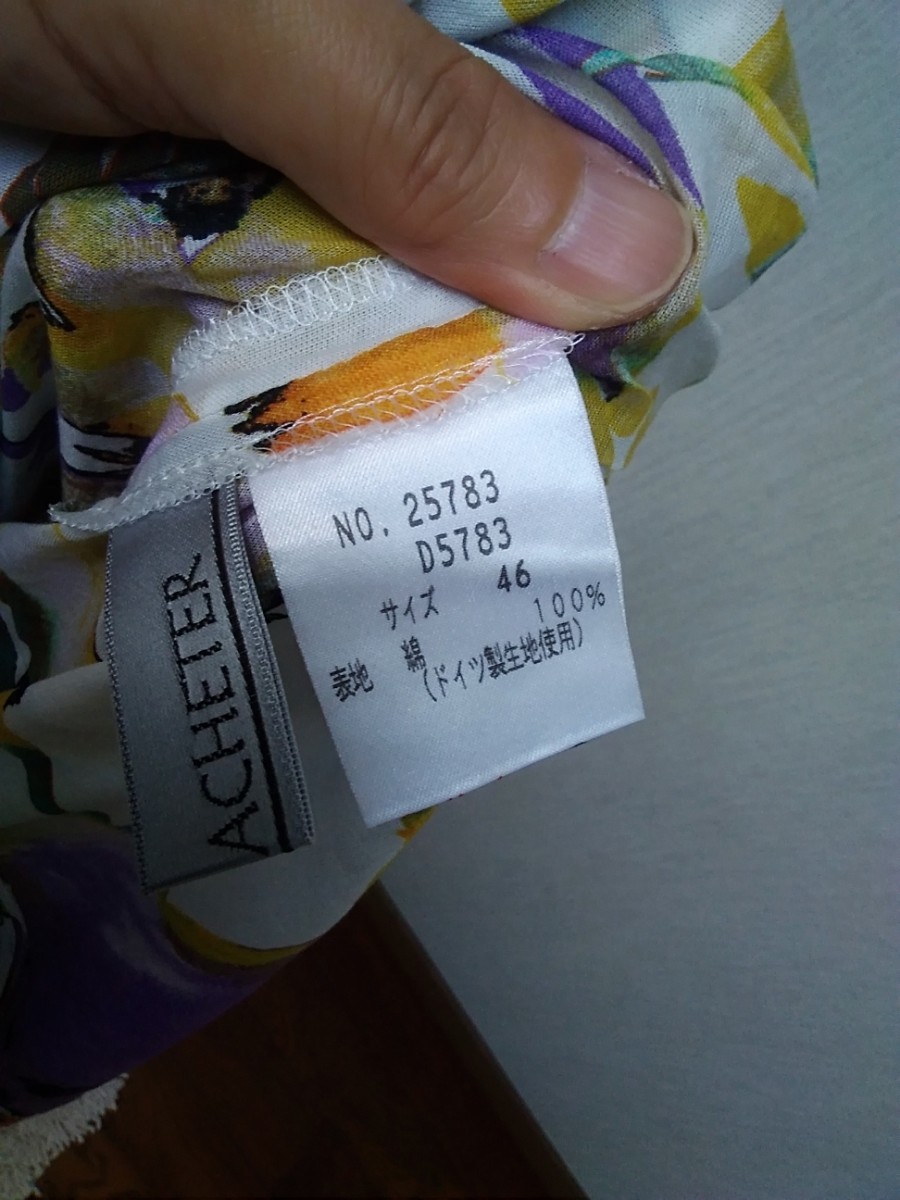 NO. 25783
D5783
サイズ 46
表地 綿 100%
(ドイツ製生地使用)
ACHETER